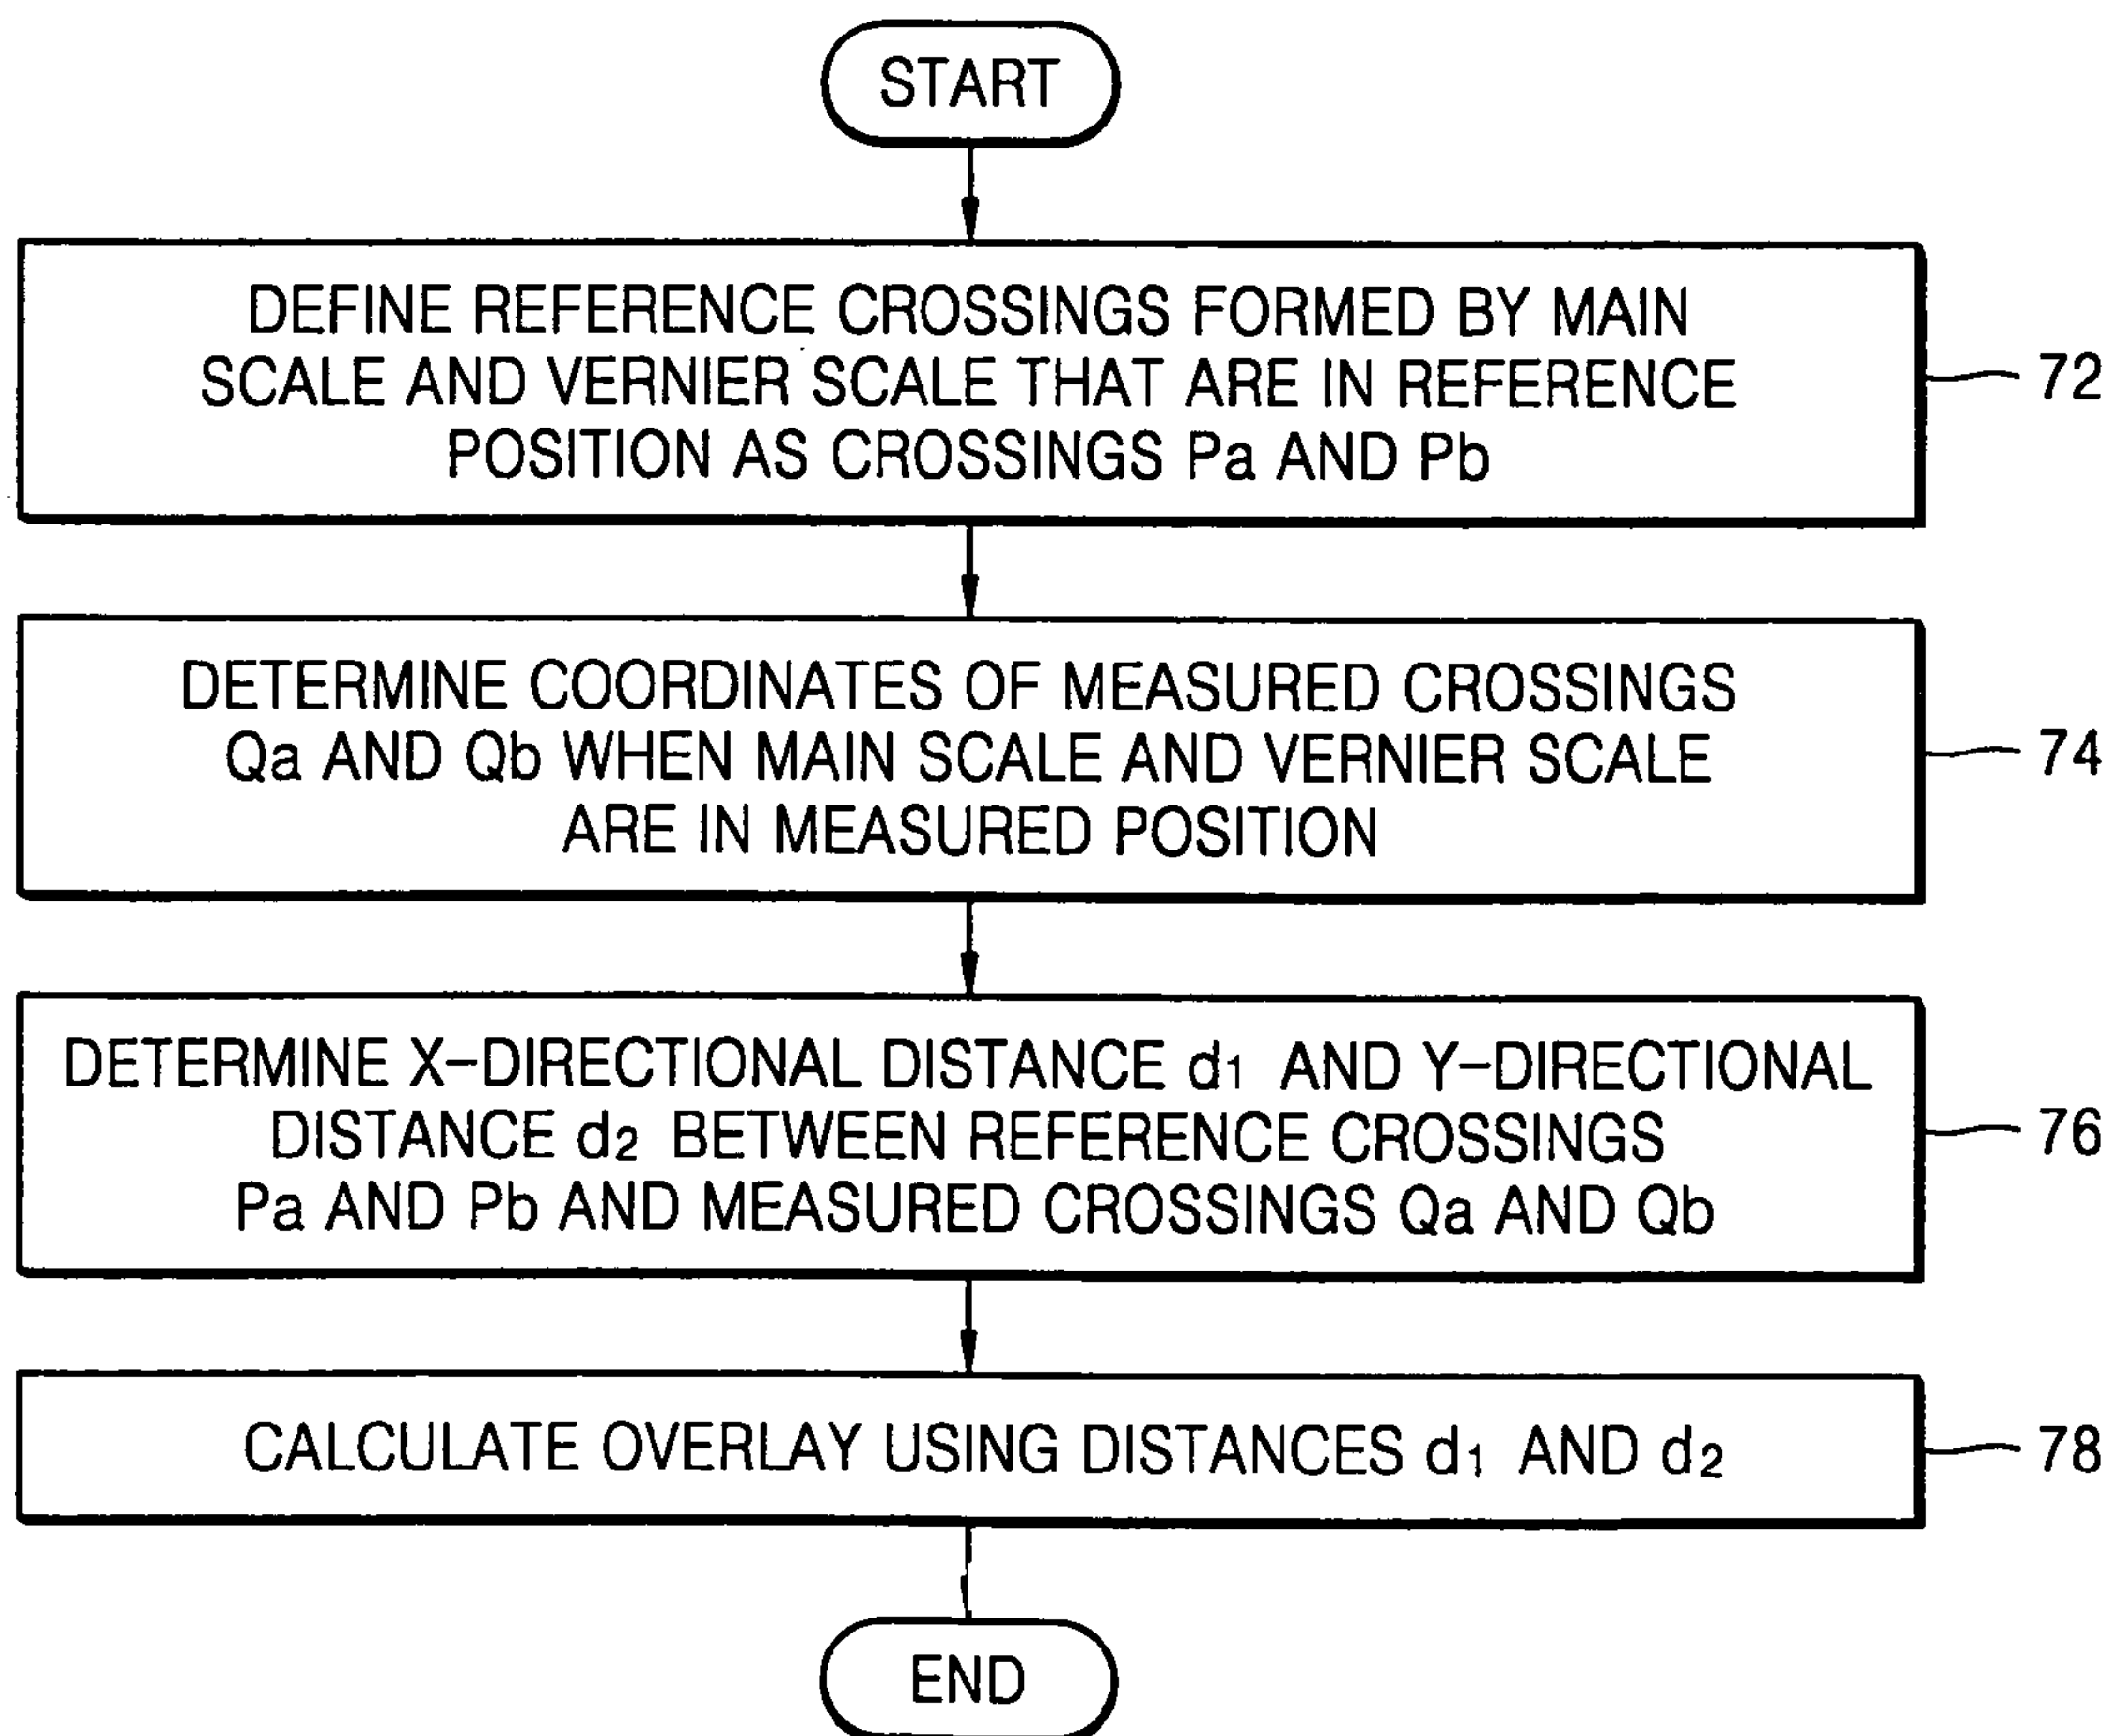 START
DEFINE REFERENCE CROSSINGS FORMED BY MAIN
SCALE AND VERNIER SCALE THAT ARE IN REFERENCE
POSITION AS CROSSINGS Pa AND Pb
72
DETERMINE COORDINATES OF MEASURED CROSSINGS
Qa AND Qb WHEN MAIN SCALE AND VERNIER SCALE
ARE IN MEASURED POSITION
74
DETERMINE X-DIRECTIONAL DISTANCE d1 AND Y-DIRECTIONAL
DISTANCE d2 BETWEEN REFERENCE CROSSINGS
Pa AND Pb AND MEASURED CROSSINGS Qa AND Qb
76
CALCULATE OVERLAY USING DISTANCES d1 AND d2
78
END